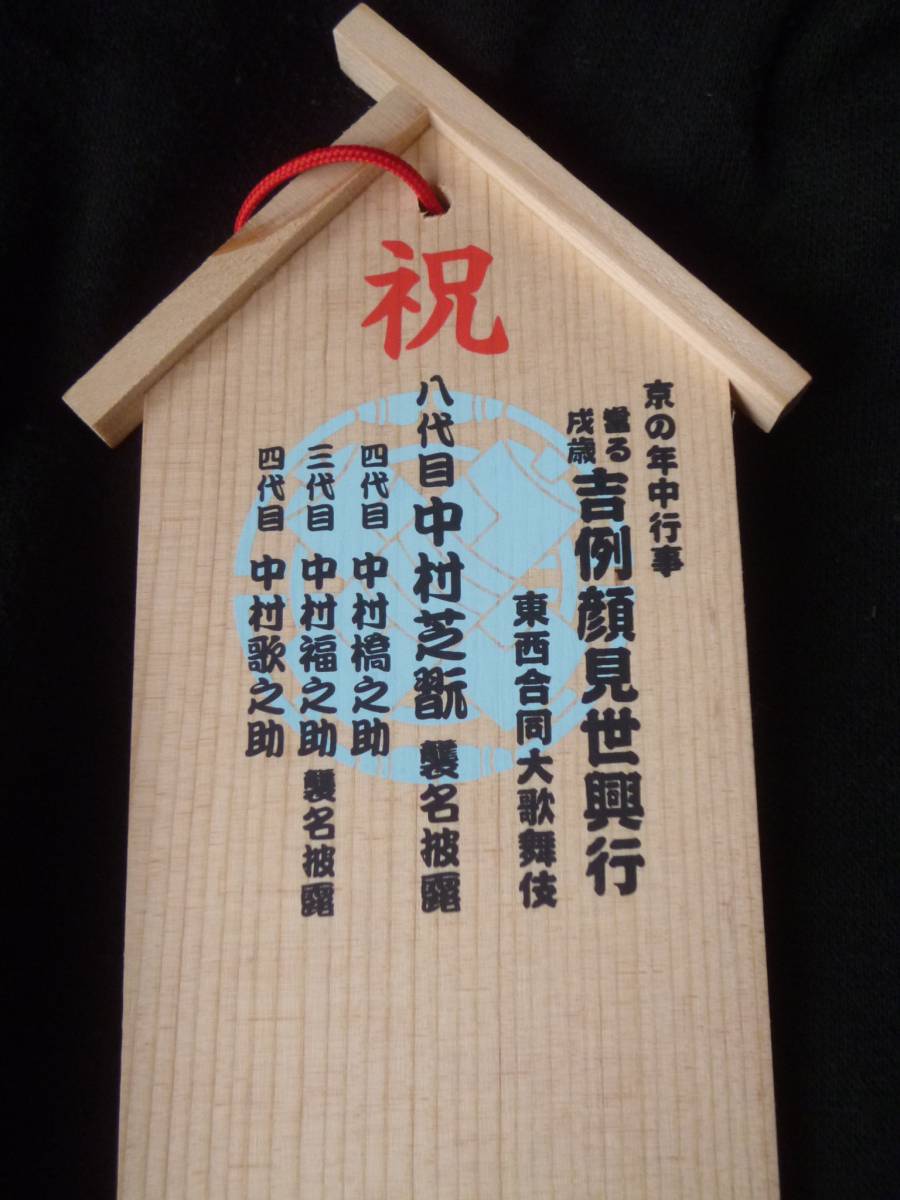 祝
京の年中行事
當る
戌歳
吉例顔見世興行
東西合同大歌舞伎
八代目 中村芝翫 襲名披露
四代目 中村橋之助
三代目 中村福之助 襲名披露
四代目 中村歌之助